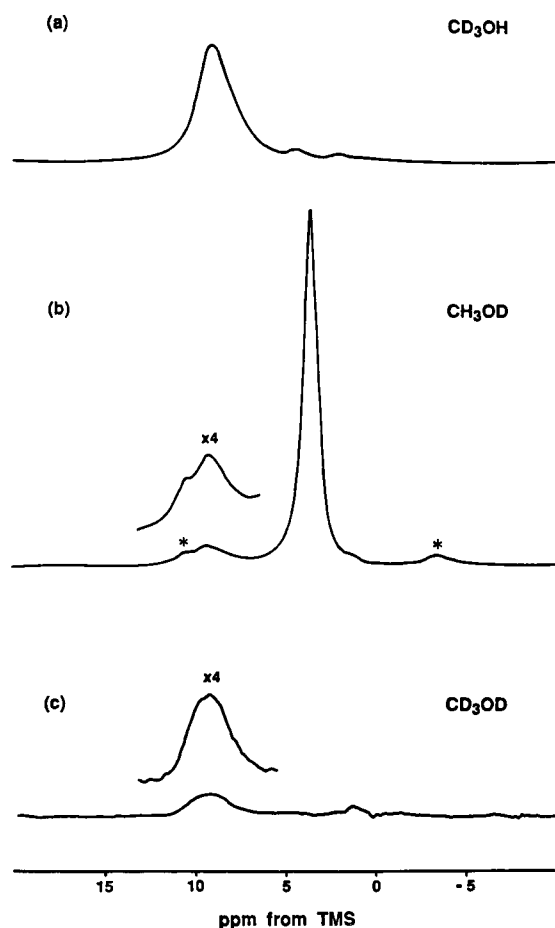 (a)
CD3OH
(b)
CH3OD
x4
*
*
(c)
x4
CD3OD
15 10 5 0 -5
ppm from TMS